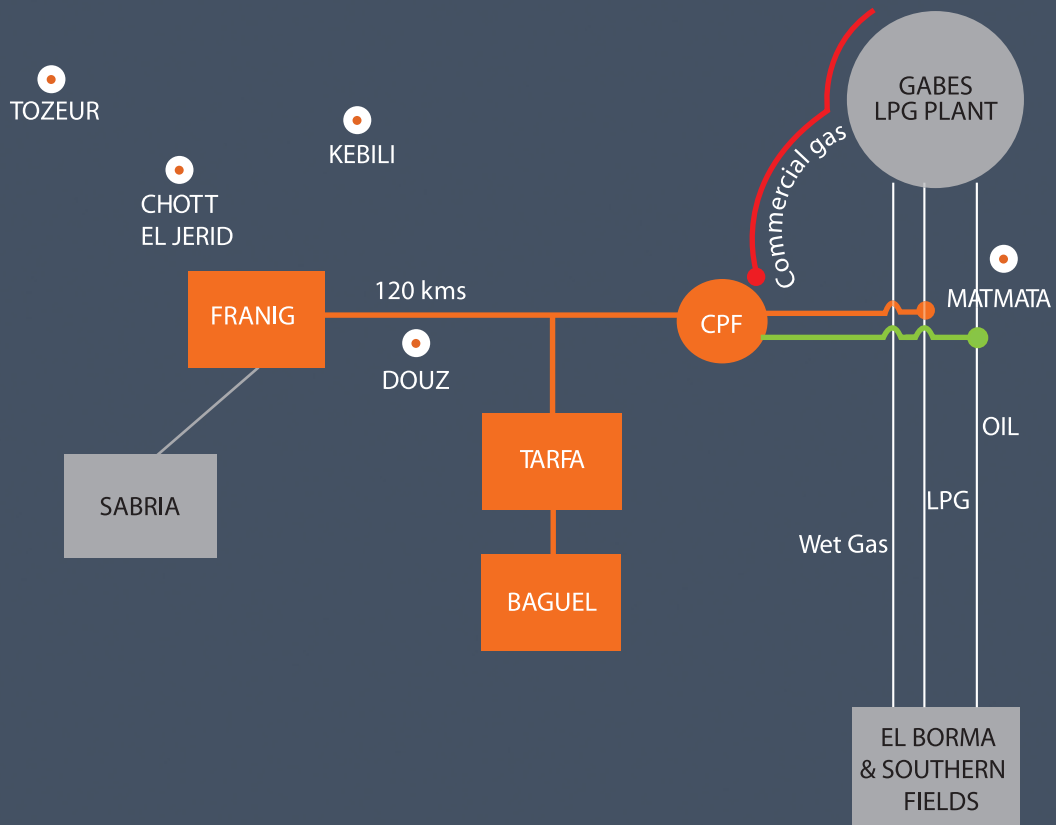 GABES
LPG PLANT
TOZEUR
KEBILI
Commercial gas
CHOTT
EL JERID
MATMATA
120 kms
FRANIG
CPF
DOUZ
OIL
TARFA
SABRIA
LPG
Wet Gas
BAGUEL
EL BORMA
& SOUTHERN
FIELDS